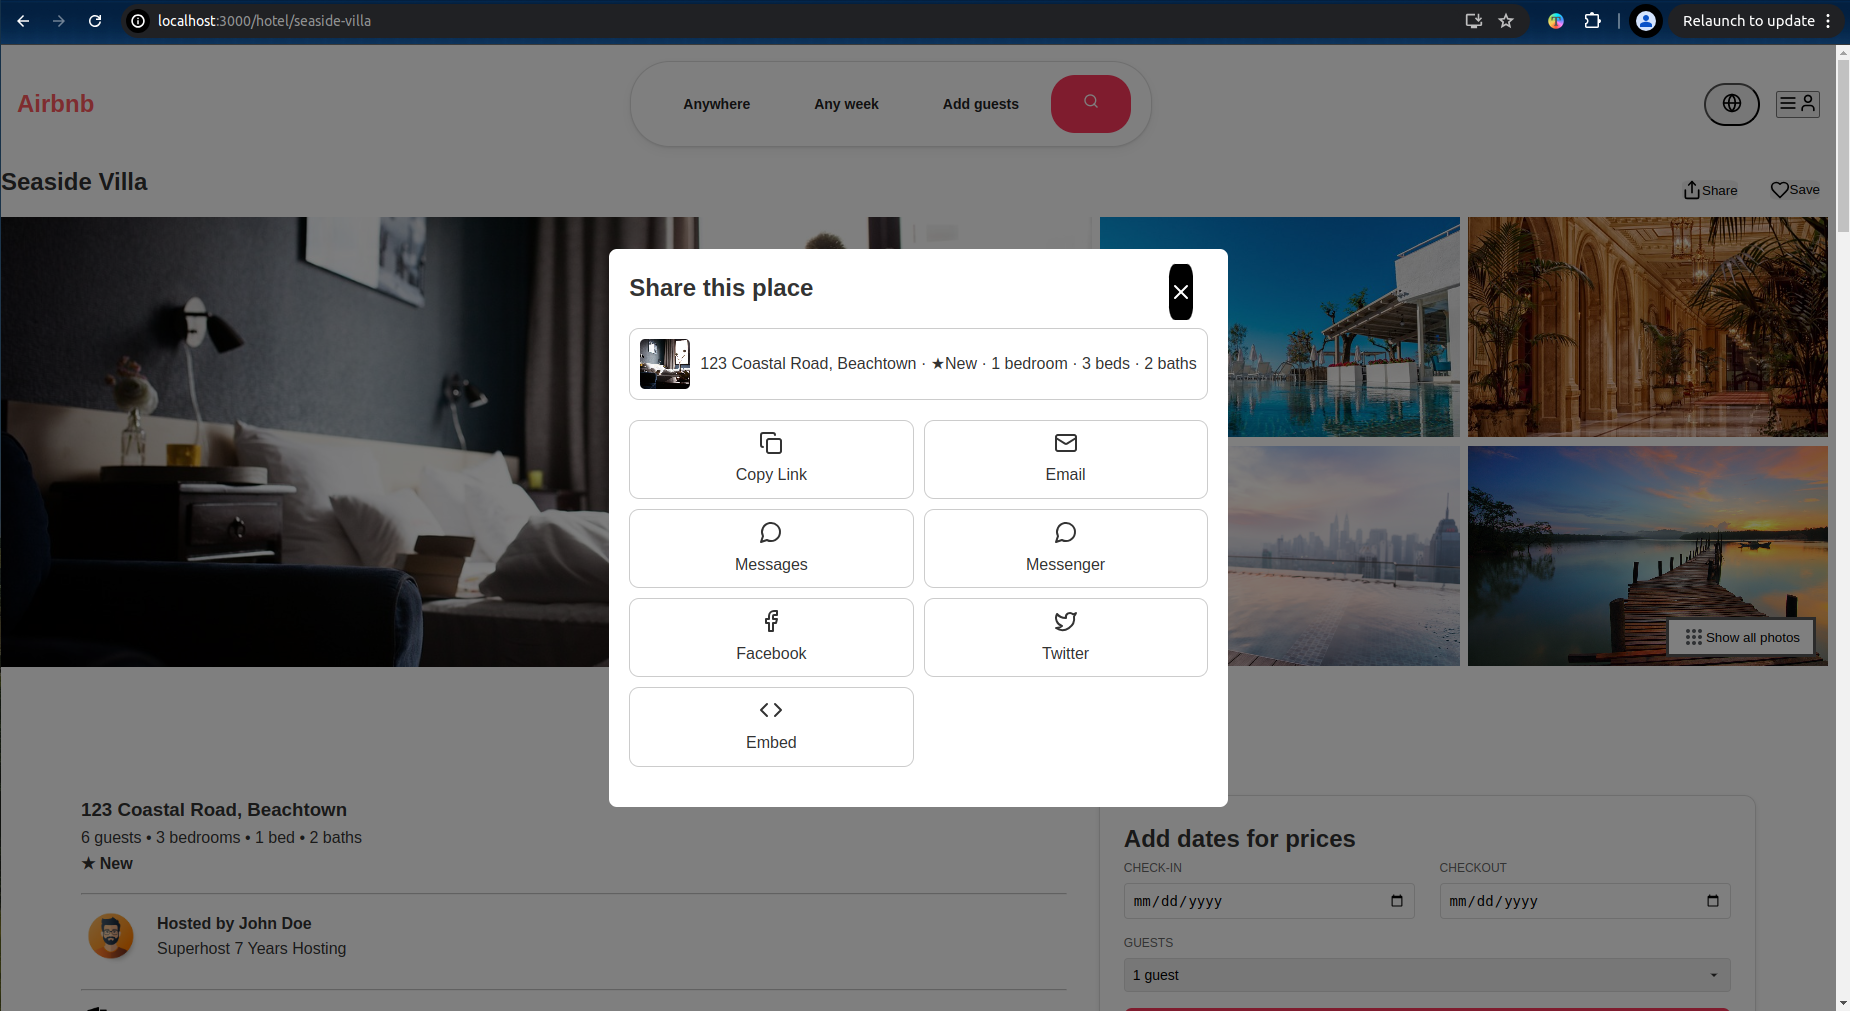 localhost:3000/hotel/seaside-villa
Relaunch to update
Airbnb
Anywhere
Any week
Add guests
Seaside Villa
Share
Save
Share this place
123 Coastal Road, Beachtown · ★New · 1 bedroom · 3 beds · 2 baths
Copy Link
Email
Messages
Messenger
Facebook
Twitter
Embed
Show all photos
123 Coastal Road, Beachtown
6 guests • 3 bedrooms • 1 bed • 2 baths
★ New
Hosted by John Doe
Superhost 7 Years Hosting
Add dates for prices
CHECK-IN
CHECKOUT
mm/dd/yyyy
mm/dd/yyyy
GUESTS
1 guest